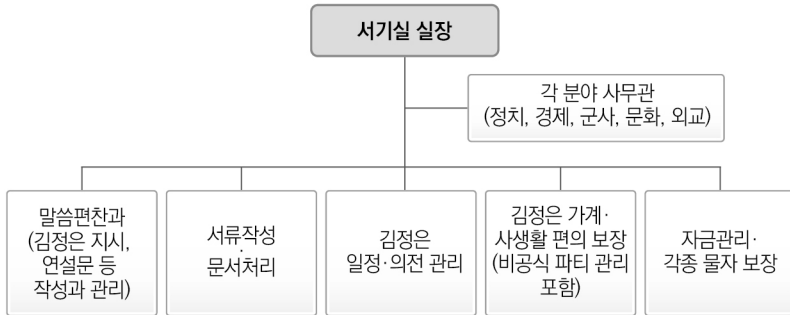 서기실 실장
각 분야 사무관
(정치, 경제, 군사, 문화, 외교)
말씀편찬과
(김정은 지시,
연설문 등
작성과 관리)
서류작성
·
문서처리
김정은
일정·의전 관리
김정은 가계·
사생활 편의 보장
(비공식 파티 관리
포함)
자금관리·
각종 물자 보장